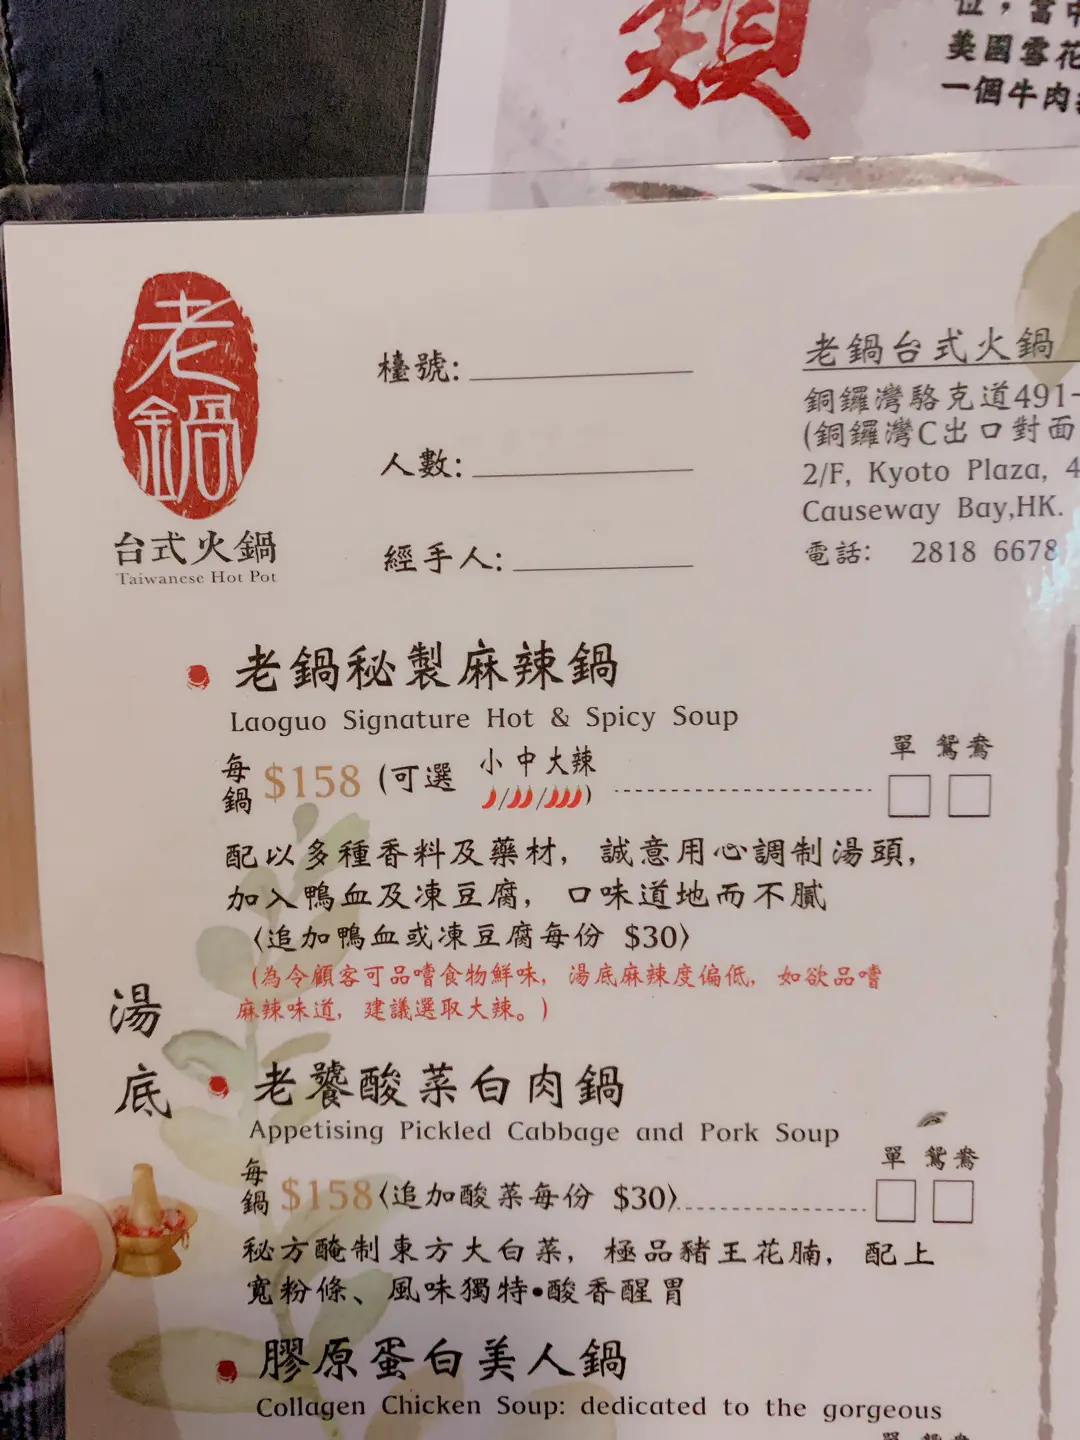 類
位，當中
美國雪花
一個牛肉
老鍋
台式火鍋
Taiwanese Hot Pot
檯號:
人數:
經手人:
老鍋台式火鍋
銅鑼灣駱克道491-
(銅鑼灣C出口對面
2/F, Kyoto Plaza, 4
Causeway Bay,HK.
電話: 2818 6678
湯底
老鍋秘製麻辣鍋
Laoguo Signature Hot & Spicy Soup
每鍋 $158 (可選 小中大辣 / / )
單 鴛鴦
配以多種香料及藥材，誠意用心調制湯頭，
加入鴨血及凍豆腐，口味道地而不膩
〈追加鴨血或凍豆腐每份 $30〉
(為令顧客可品嚐食物鮮味，湯底麻辣度偏低，如欲品嚐
麻辣味道，建議選取大辣。)
老饕酸菜白肉鍋
Appetising Pickled Cabbage and Pork Soup
單 鴛鴦
每鍋 $158〈追加酸菜每份 $30〉
秘方醃制東方大白菜，極品豬王花腩，配上
寬粉條、風味獨特•酸香醒胃
膠原蛋白美人鍋
Collagen Chicken Soup: dedicated to the gorgeous
單 鴛鴦